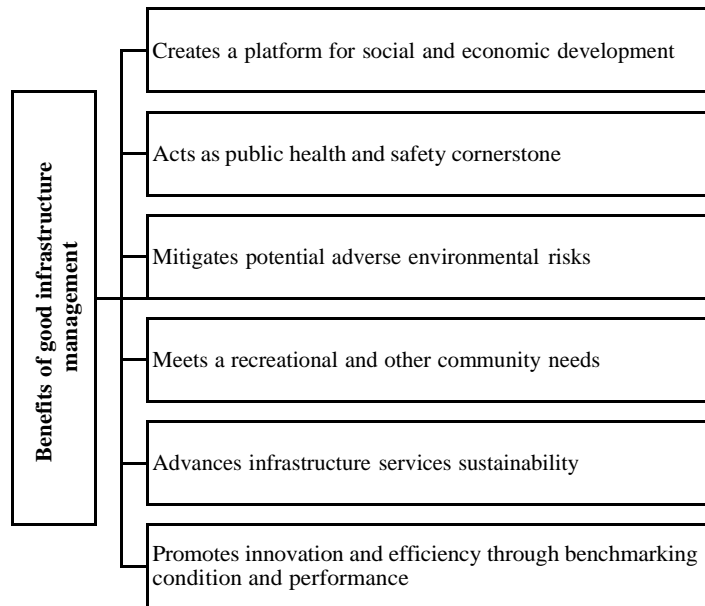 Benefits of good infrastructure
management
Creates a platform for social and economic development
Acts as public health and safety cornerstone
Mitigates potential adverse environmental risks
Meets a recreational and other community needs
Advances infrastructure services sustainability
Promotes innovation and efficiency through benchmarking
condition and performance